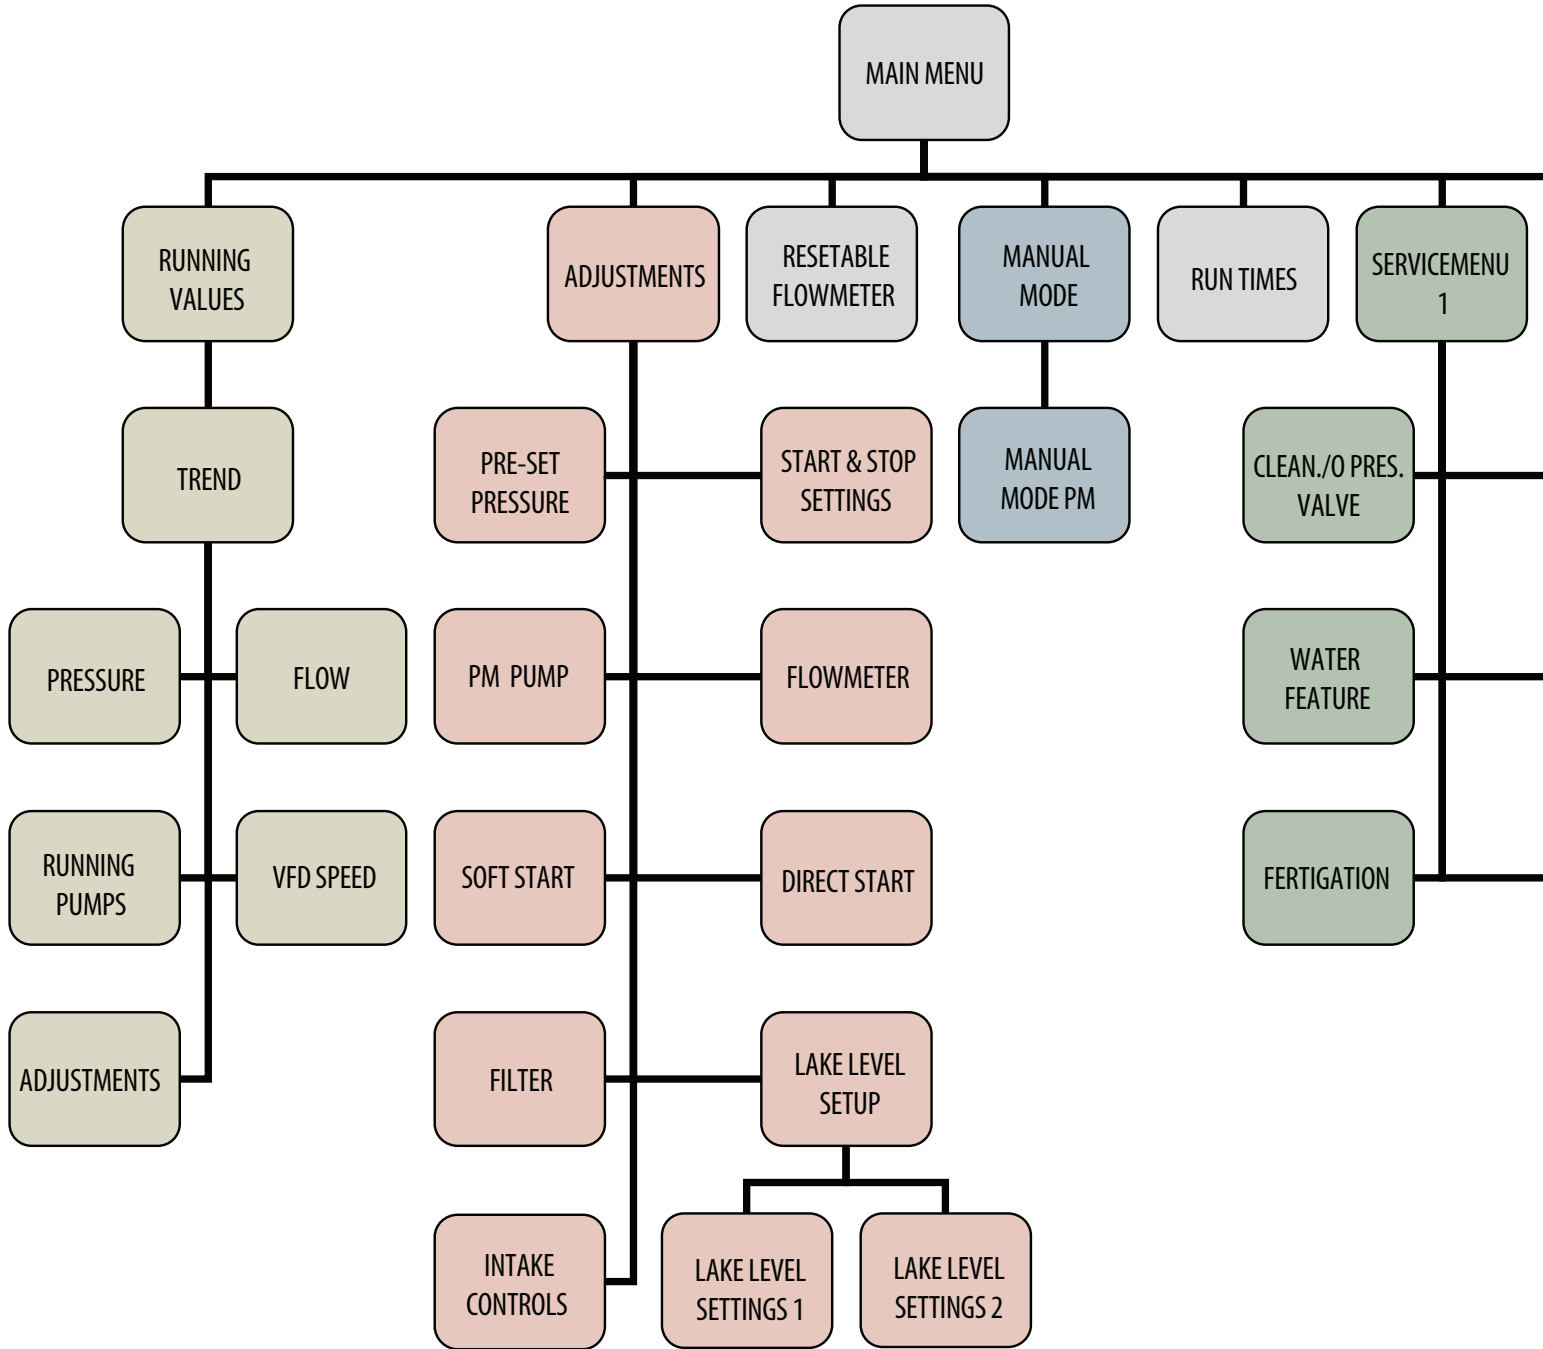 MAIN MENU
RUNNING
VALUES
ADJUSTMENTS
RESETABLE
FLOWMETER
MANUAL
MODE
RUN TIMES
SERVICEMENU
1
TREND
PRE-SET
PRESSURE
START & STOP
SETTINGS
MANUAL
MODE PM
CLEAN./O PRES.
VALVE
PRESSURE
FLOW
PM PUMP
FLOWMETER
WATER
FEATURE
RUNNING
PUMPS
VFD SPEED
SOFT START
DIRECT START
FERTIGATION
ADJUSTMENTS
FILTER
LAKE LEVEL
SETUP
INTAKE
CONTROLS
LAKE LEVEL
SETTINGS 1
LAKE LEVEL
SETTINGS 2